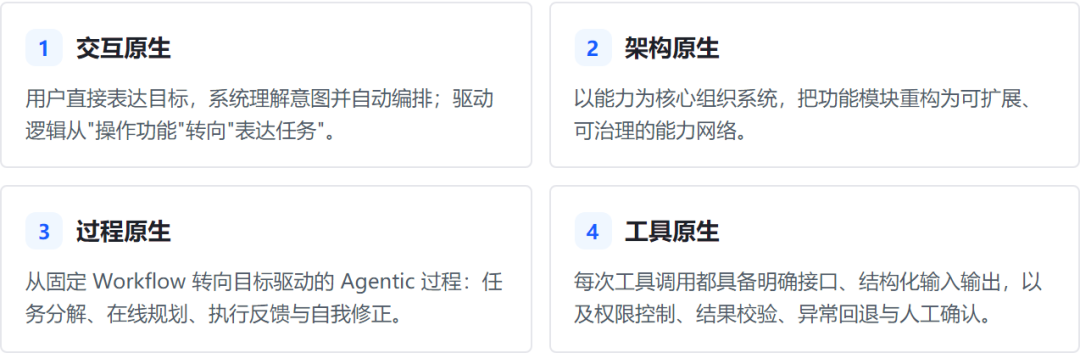 1 交互原生
用户直接表达目标，系统理解意图并自动编排；驱动
逻辑从"操作功能"转向"表达任务"。
2 架构原生
以能力为核心组织系统，把功能模块重构为可扩展、
可治理的能力网络。
3 过程原生
从固定 Workflow 转向目标驱动的 Agentic 过程：任
务分解、在线规划、执行反馈与自我修正。
4 工具原生
每次工具调用都具备明确接口、结构化输入输出，以
及权限控制、结果校验、异常回退与人工确认。